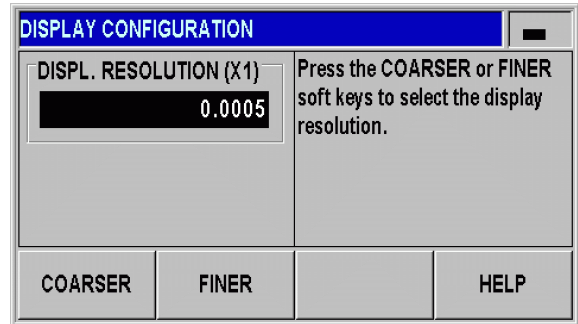 DISPLAY CONFIGURATION
DISPL. RESOLUTION (X1)
0.0005
Press the COARSER or FINER
soft keys to select the display
resolution.
COARSER
FINER
HELP